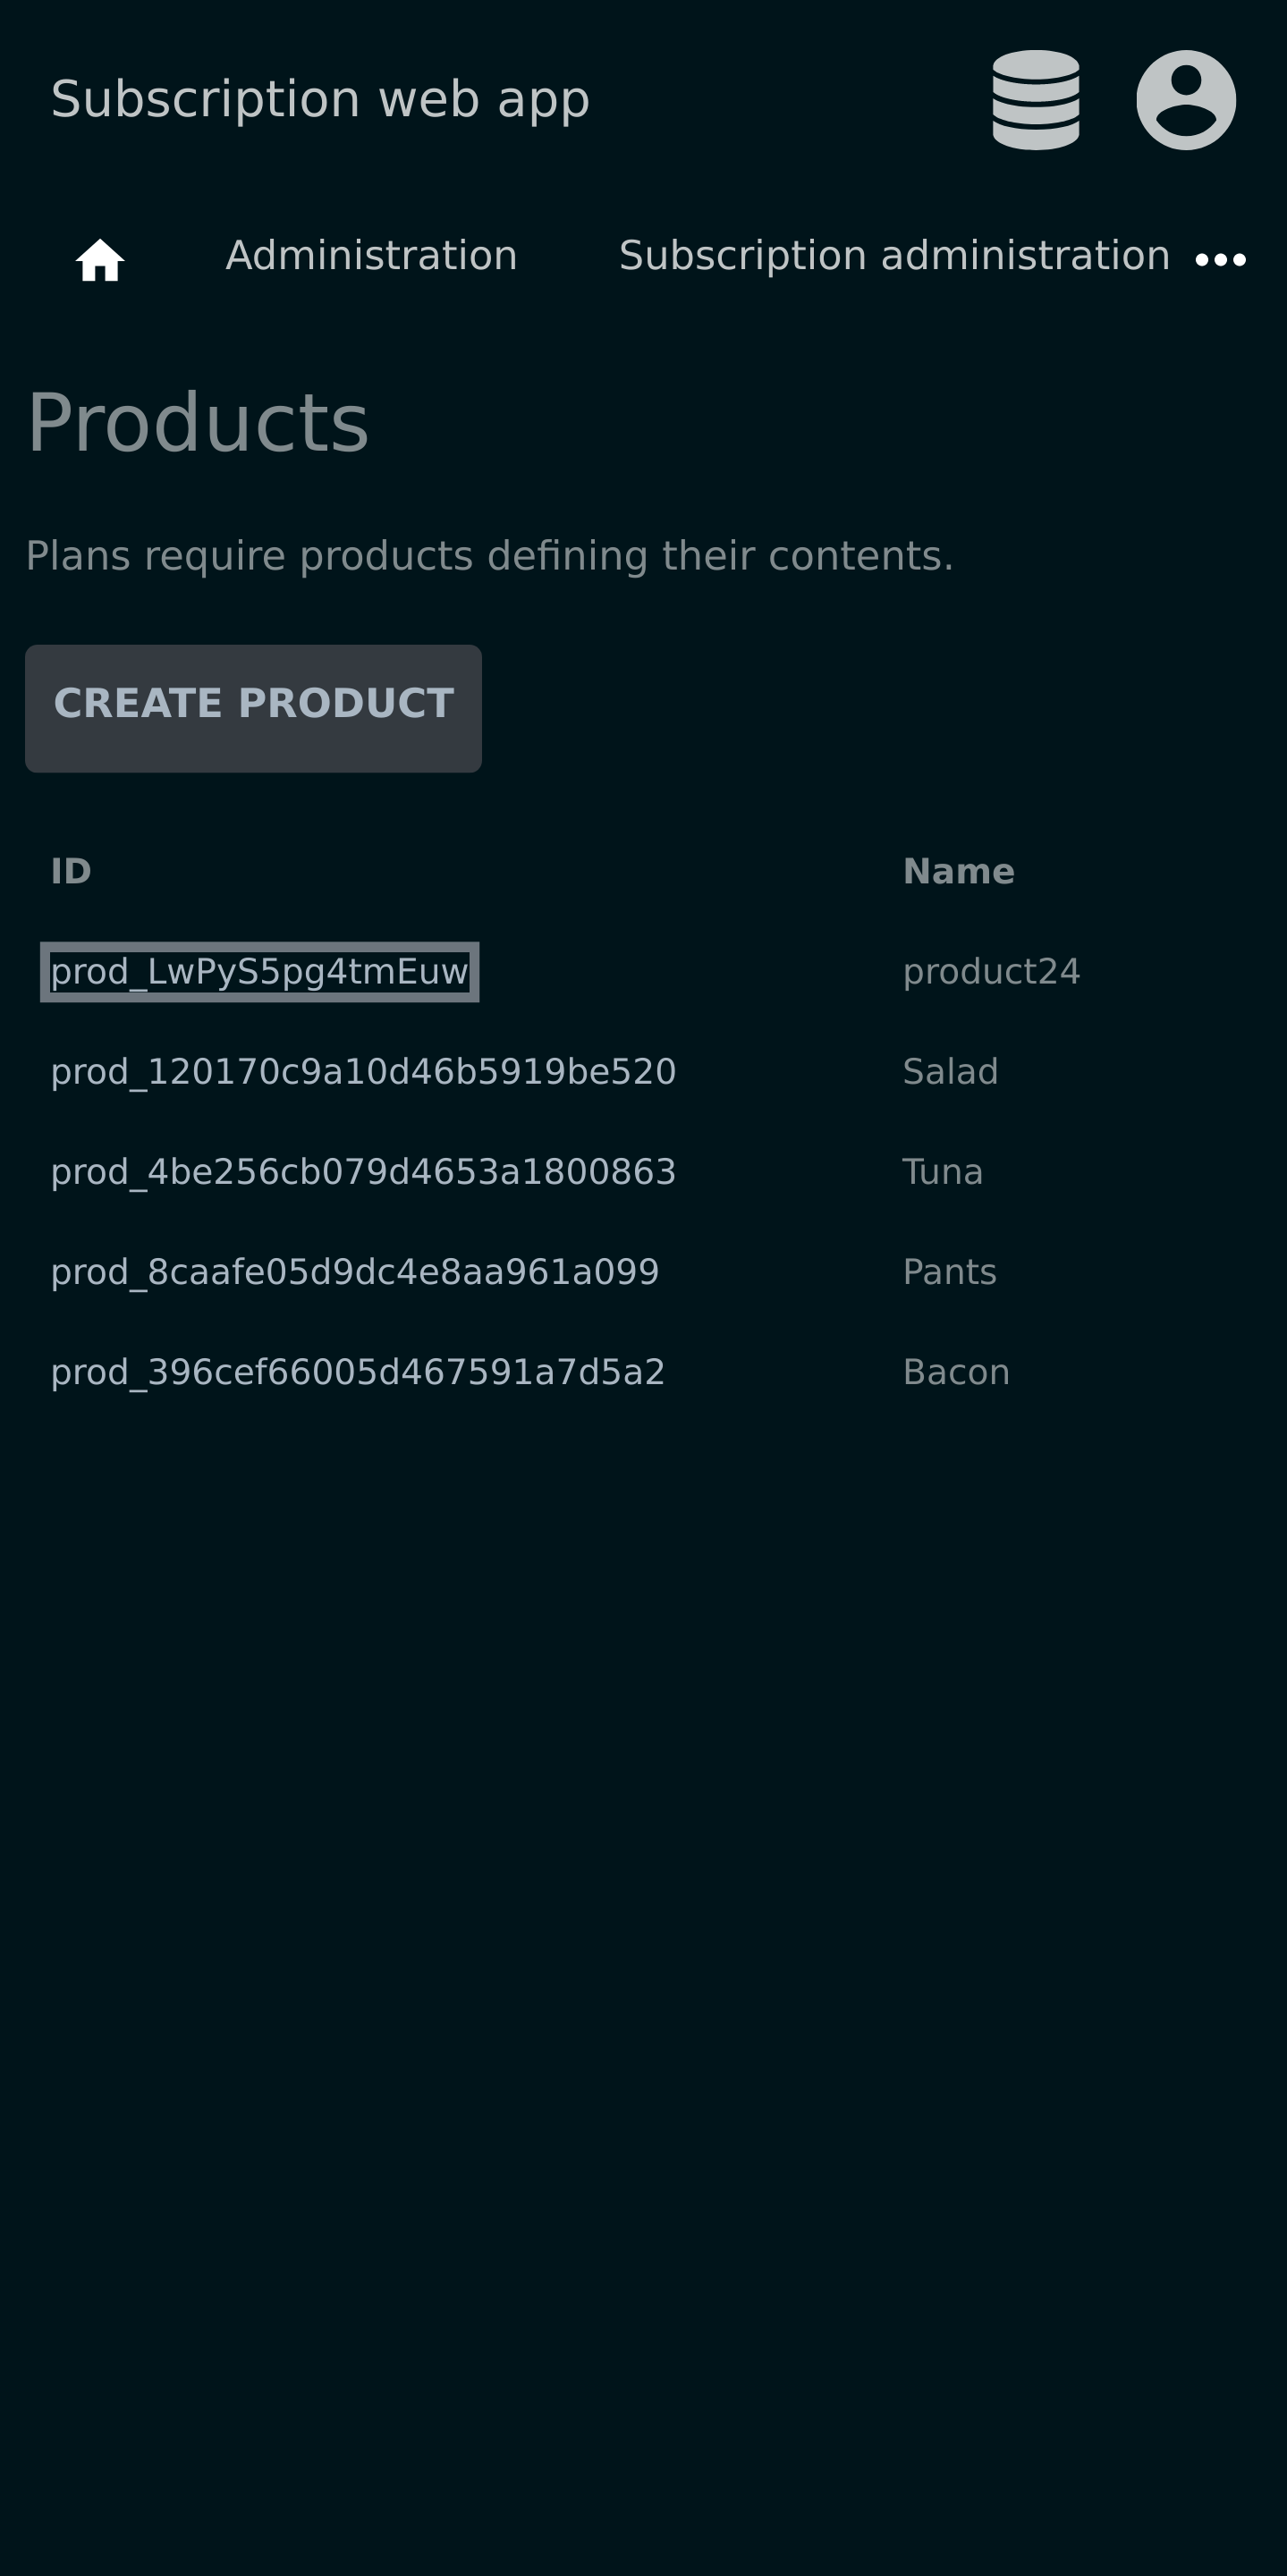 Subscription web app
Administration Subscription administration
Products
Plans require products defining their contents.
CREATE PRODUCT
ID Name
prod_LwPyS5pg4tmEuw product24
prod_120170c9a10d46b5919be520 Salad
prod_4be256cb079d4653a1800863 Tuna
prod_8caafe05d9dc4e8aa961a099 Pants
prod_396cef66005d467591a7d5a2 Bacon